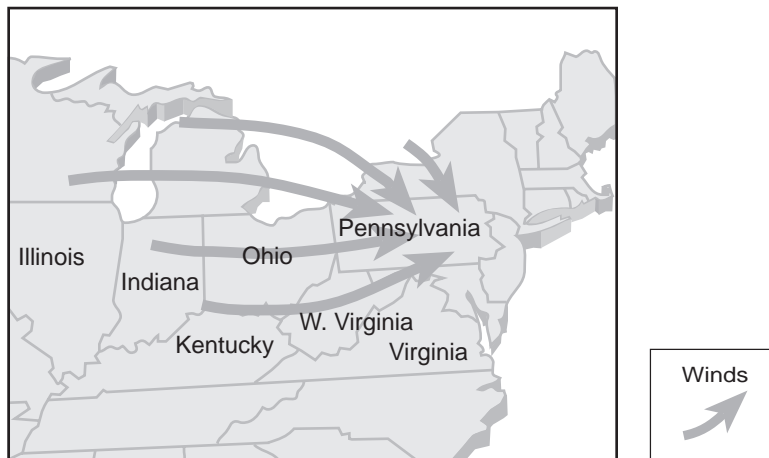 Pennsylvania
Illinois
Ohio
Indiana
W. Virginia
Kentucky
Virginia
Winds